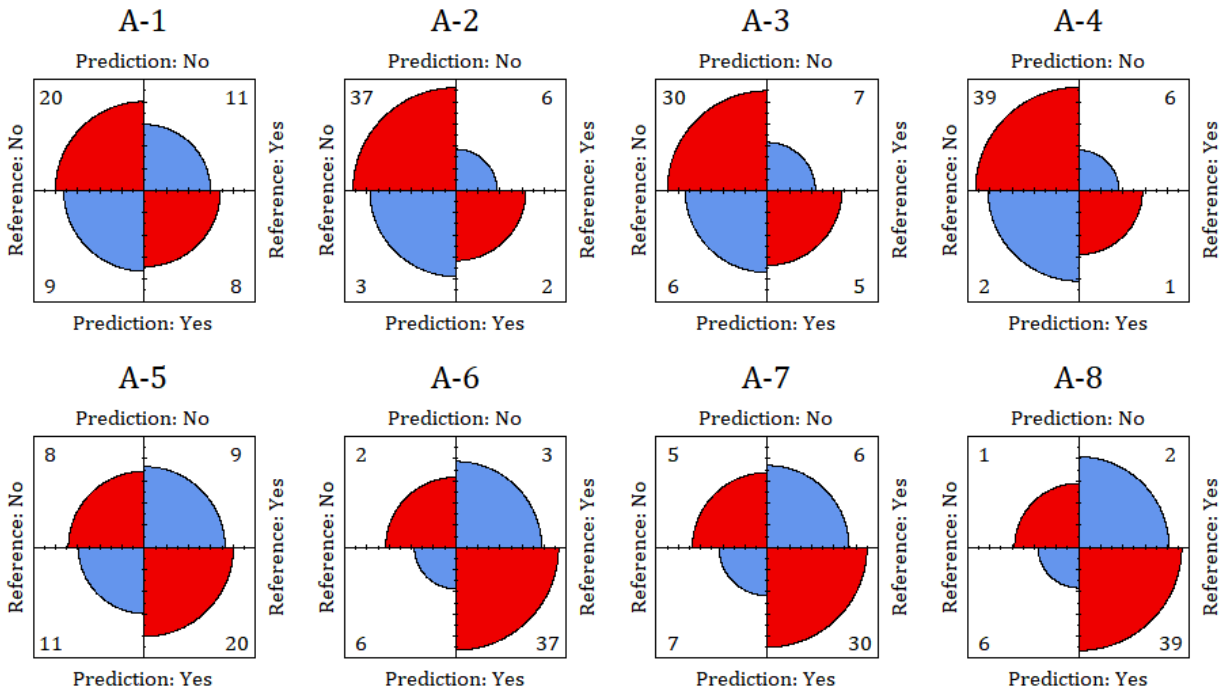 A-1
Prediction: No
20
11
Reference: No
Reference: Yes
9
8
Prediction: Yes
A-2
Prediction: No
37
6
Reference: No
Reference: Yes
3
2
Prediction: Yes
A-3
Prediction: No
30
7
Reference: No
Reference: Yes
6
5
Prediction: Yes
A-4
Prediction: No
39
6
Reference: No
Reference: Yes
2
1
Prediction: Yes
A-5
Prediction: No
8
9
Reference: No
Reference: Yes
11
20
Prediction: Yes
A-6
Prediction: No
2
3
Reference: No
Reference: Yes
6
37
Prediction: Yes
A-7
Prediction: No
5
6
Reference: No
Reference: Yes
7
30
Prediction: Yes
A-8
Prediction: No
1
2
Reference: No
Reference: Yes
6
39
Prediction: Yes